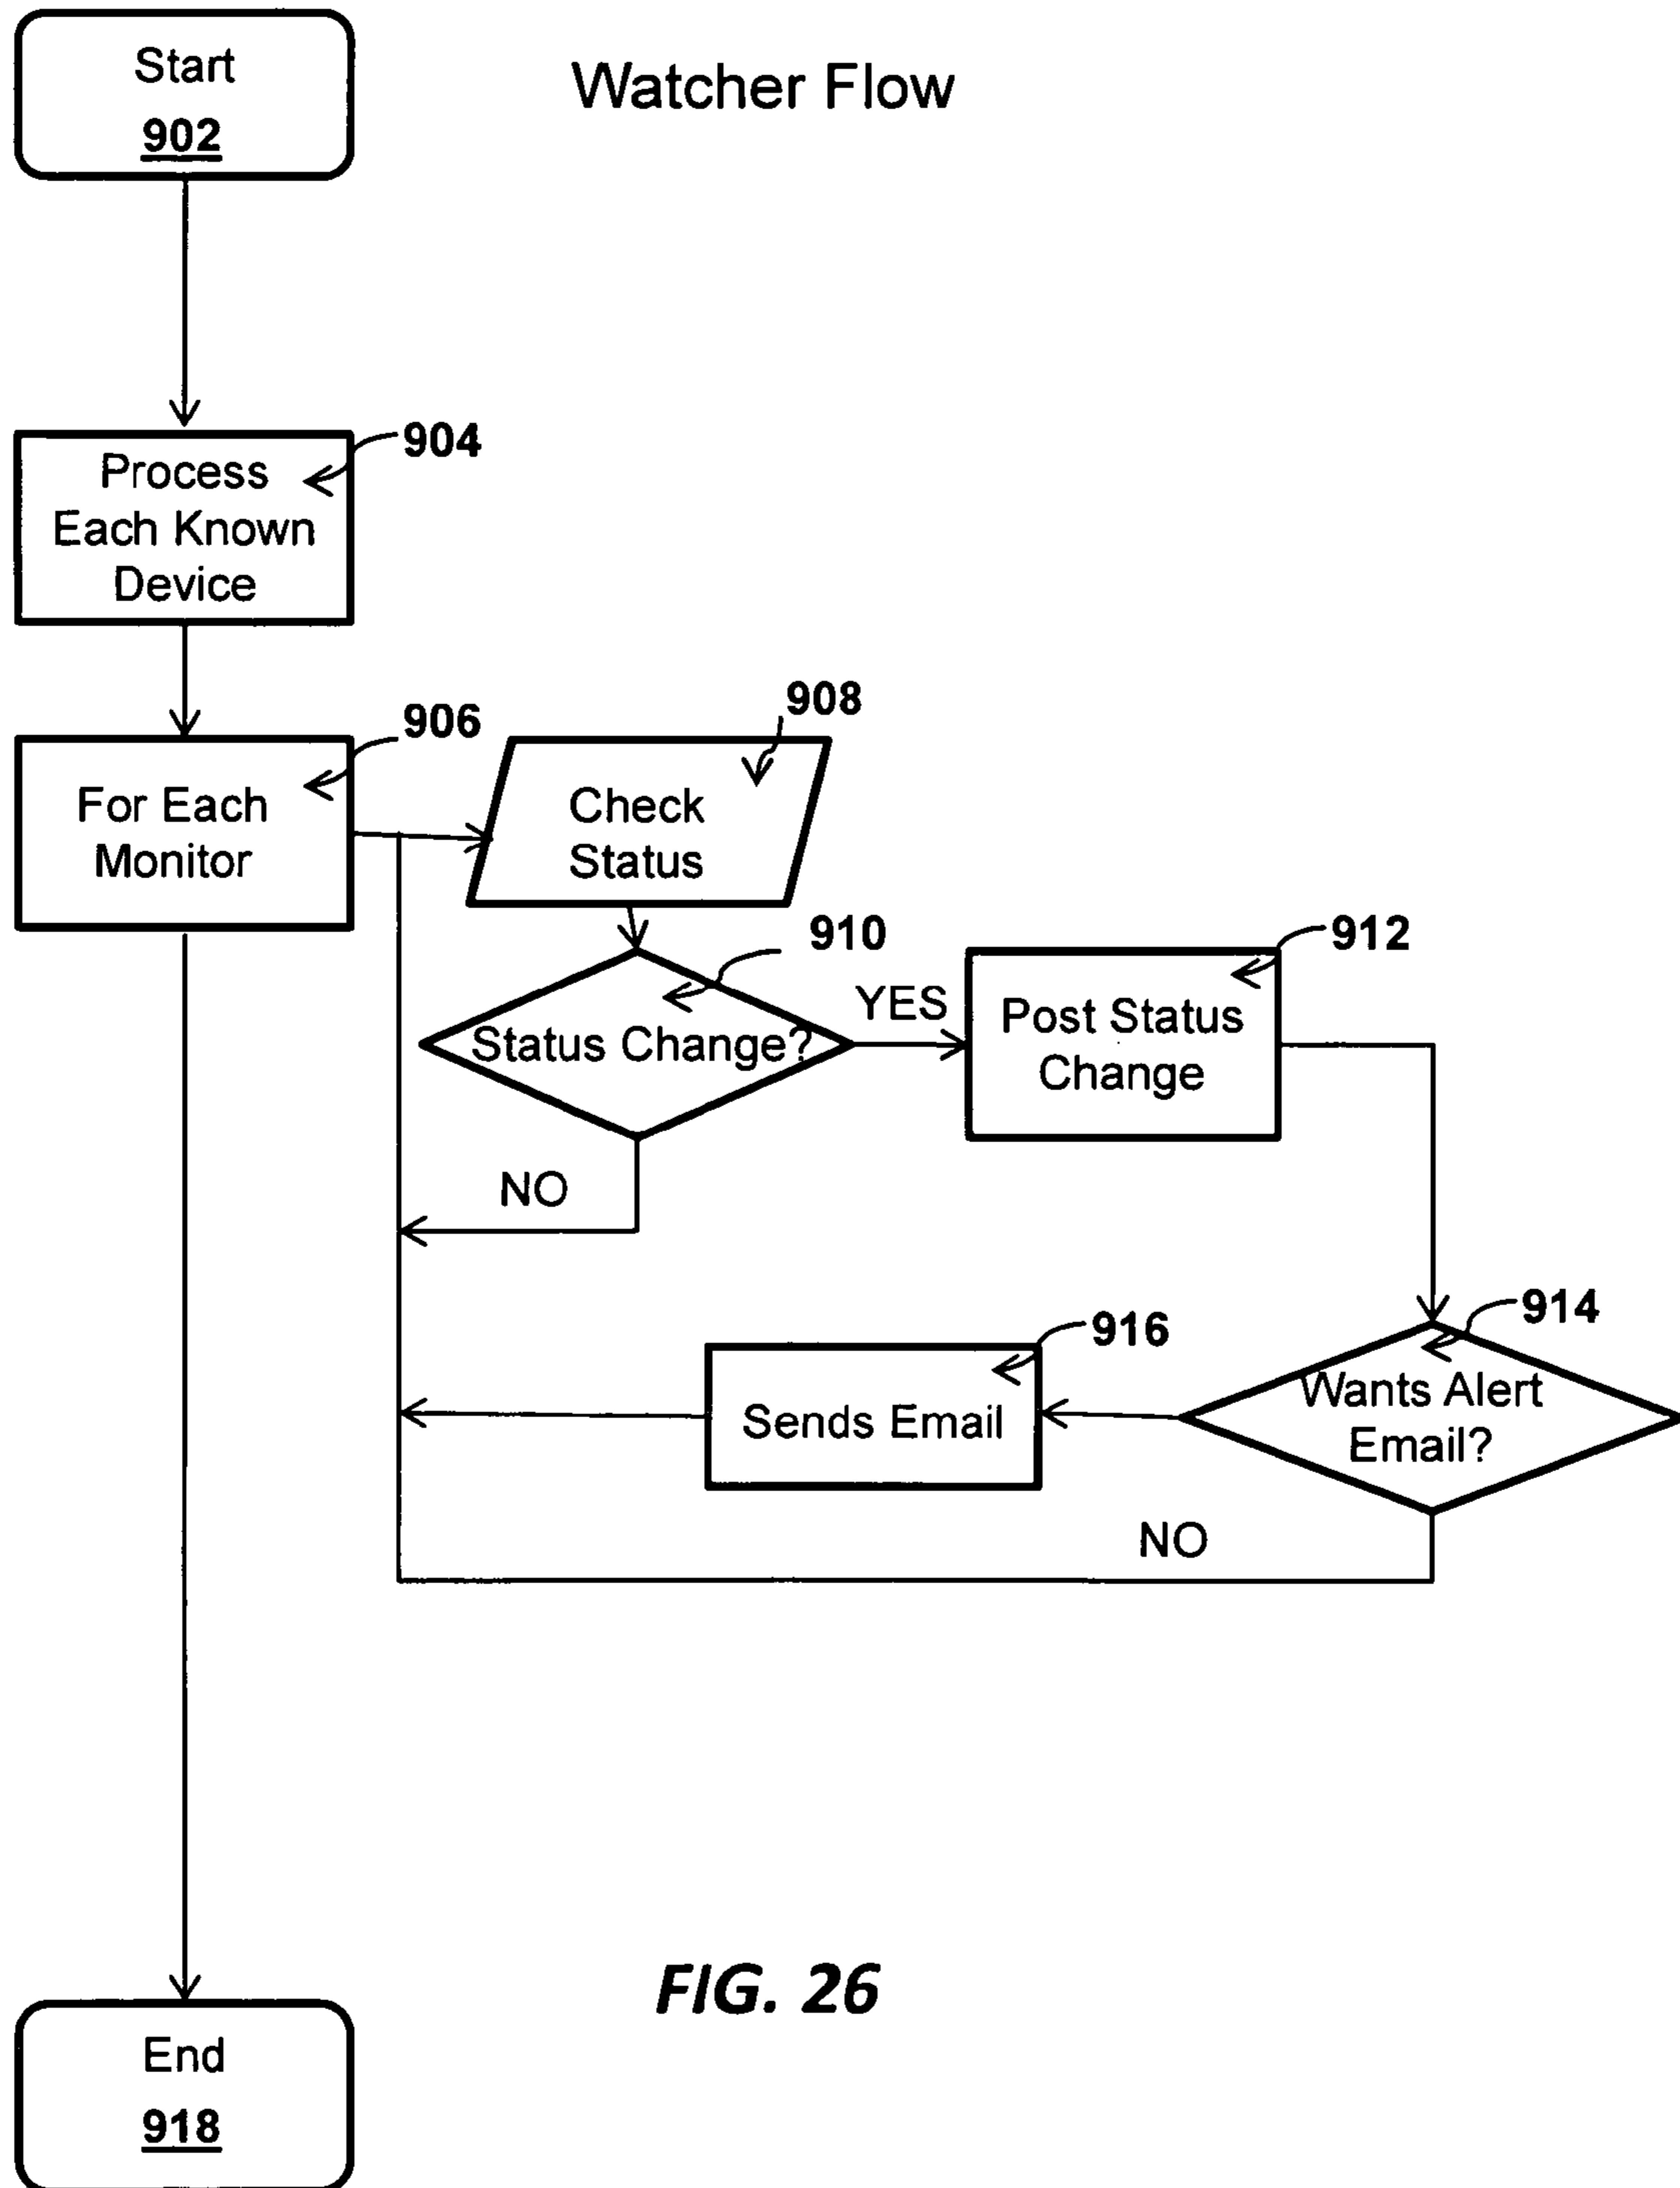 Start
902
Watcher Flow
904
Process
Each Known
Device
906
For Each
Monitor
908
Check
Status
910
Status Change?
YES
912
Post Status
Change
NO
914
Wants Alert
Email?
916
Sends Email
NO
FIG. 26
End
918